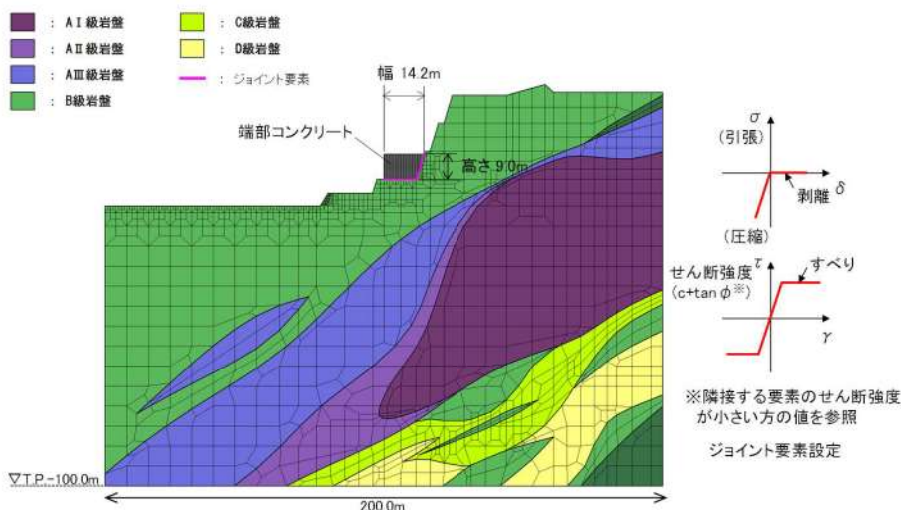 : AⅠ級岩盤
: AⅡ級岩盤
: AⅢ級岩盤
: B級岩盤
: C級岩盤
: D級岩盤
: ジョイント要素
幅 14.2m
端部コンクリート
高さ9.0m
σ
(引張)
δ
剥離
(圧縮)
τ
せん断強度
(c+tanφ※)
すべり
γ
※隣接する要素のせん断強度
が小さい方の値を参照
ジョイント要素設定
▽T.P.-100.0m
200.0m